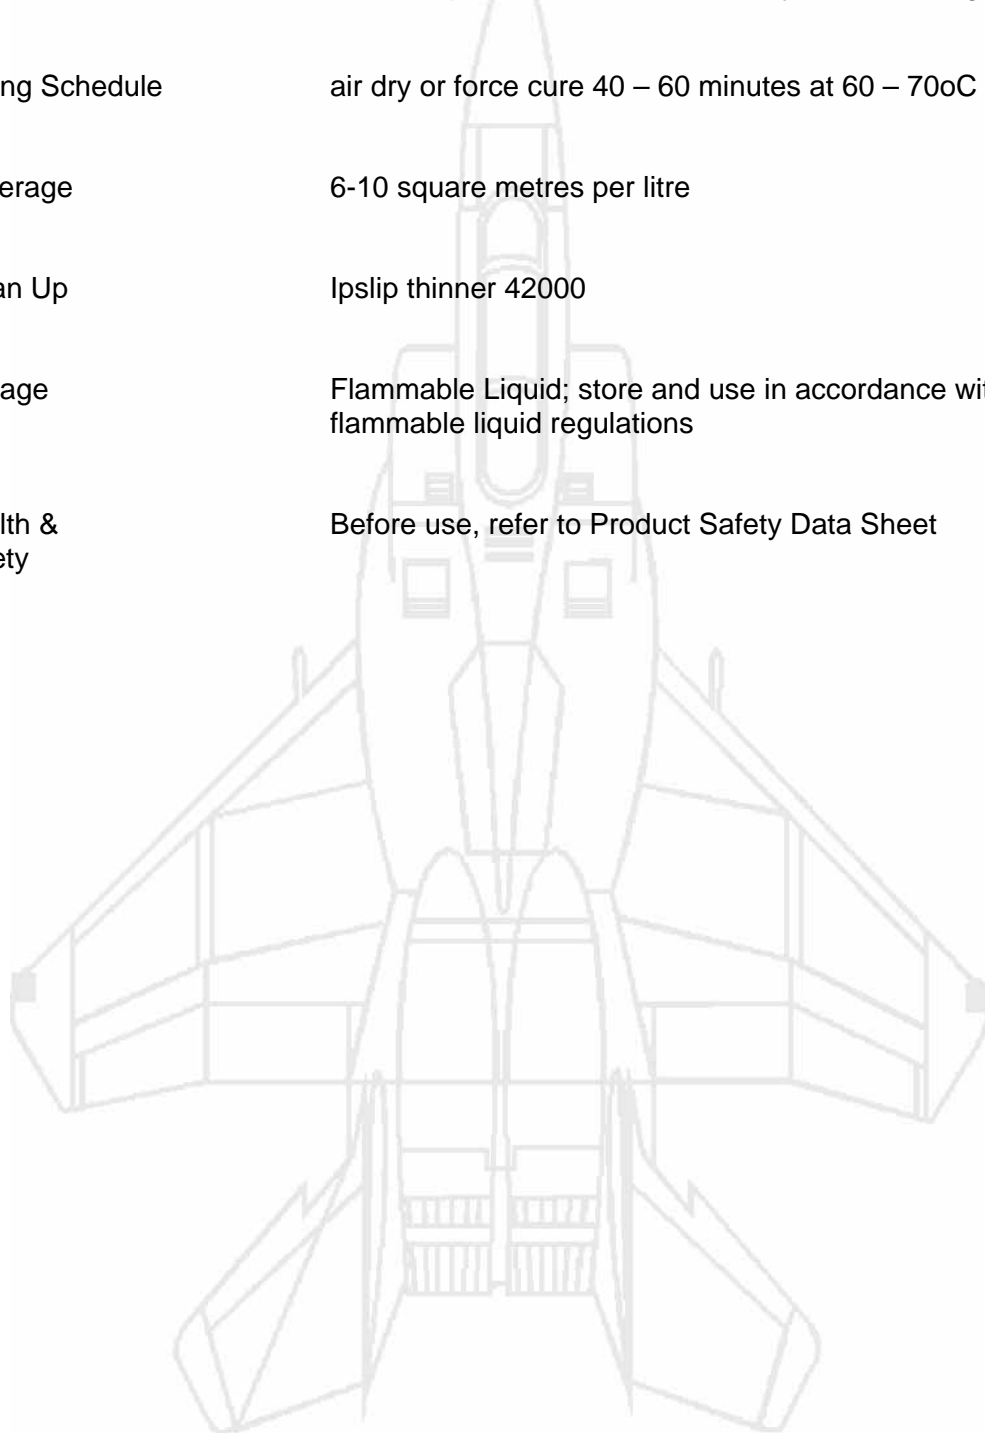 ng Schedule air dry or force cure 40 – 60 minutes at 60 – 70oC
erage 6-10 square metres per litre
an Up Ipslip thinner 42000
age Flammable Liquid; store and use in accordance wit
flammable liquid regulations
lth & Before use, refer to Product Safety Data Sheet
ety